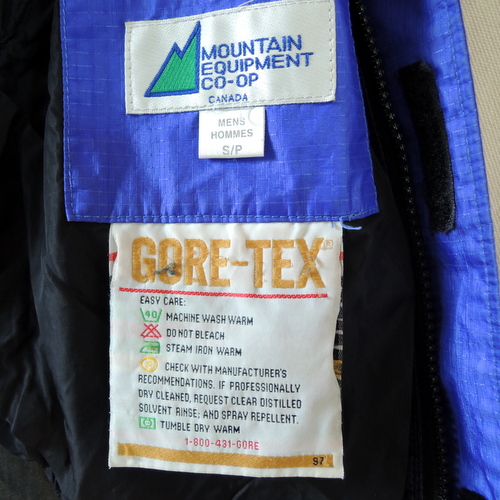 MOUNTAIN
EQUIPMENT
CO-OP
CANADA
MENS
HOMMES
S/P
GORE-TEX®
EASY CARE:
40 MACHINE WASH WARM
DO NOT BLEACH
STEAM IRON WARM
CHECK WITH MANUFACTURER'S
RECOMMENDATIONS. IF PROFESSIONALLY
DRY CLEANED, REQUEST CLEAR DISTILLED
SOLVENT RINSE; AND SPRAY REPELLENT.
TUMBLE DRY WARM
1-800-431-GORE
97